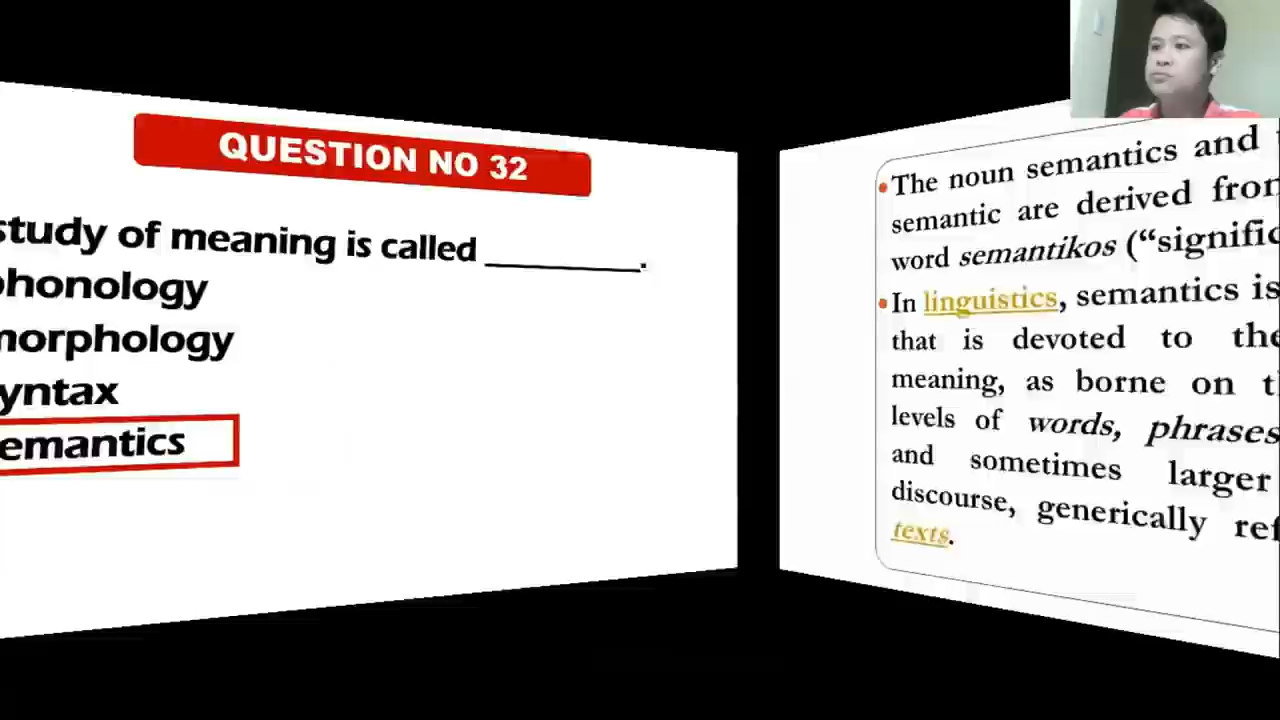 QUESTION NO 32
study of meaning is called ________.
phonology
morphology
syntax
semantics
•The noun semantics and
semantic are derived from
word semantikos (“signific
•In linguistics, semantics is
that is devoted to the
meaning, as borne on t
levels of words, phrases
and sometimes larger
discourse, generically ref
texts.